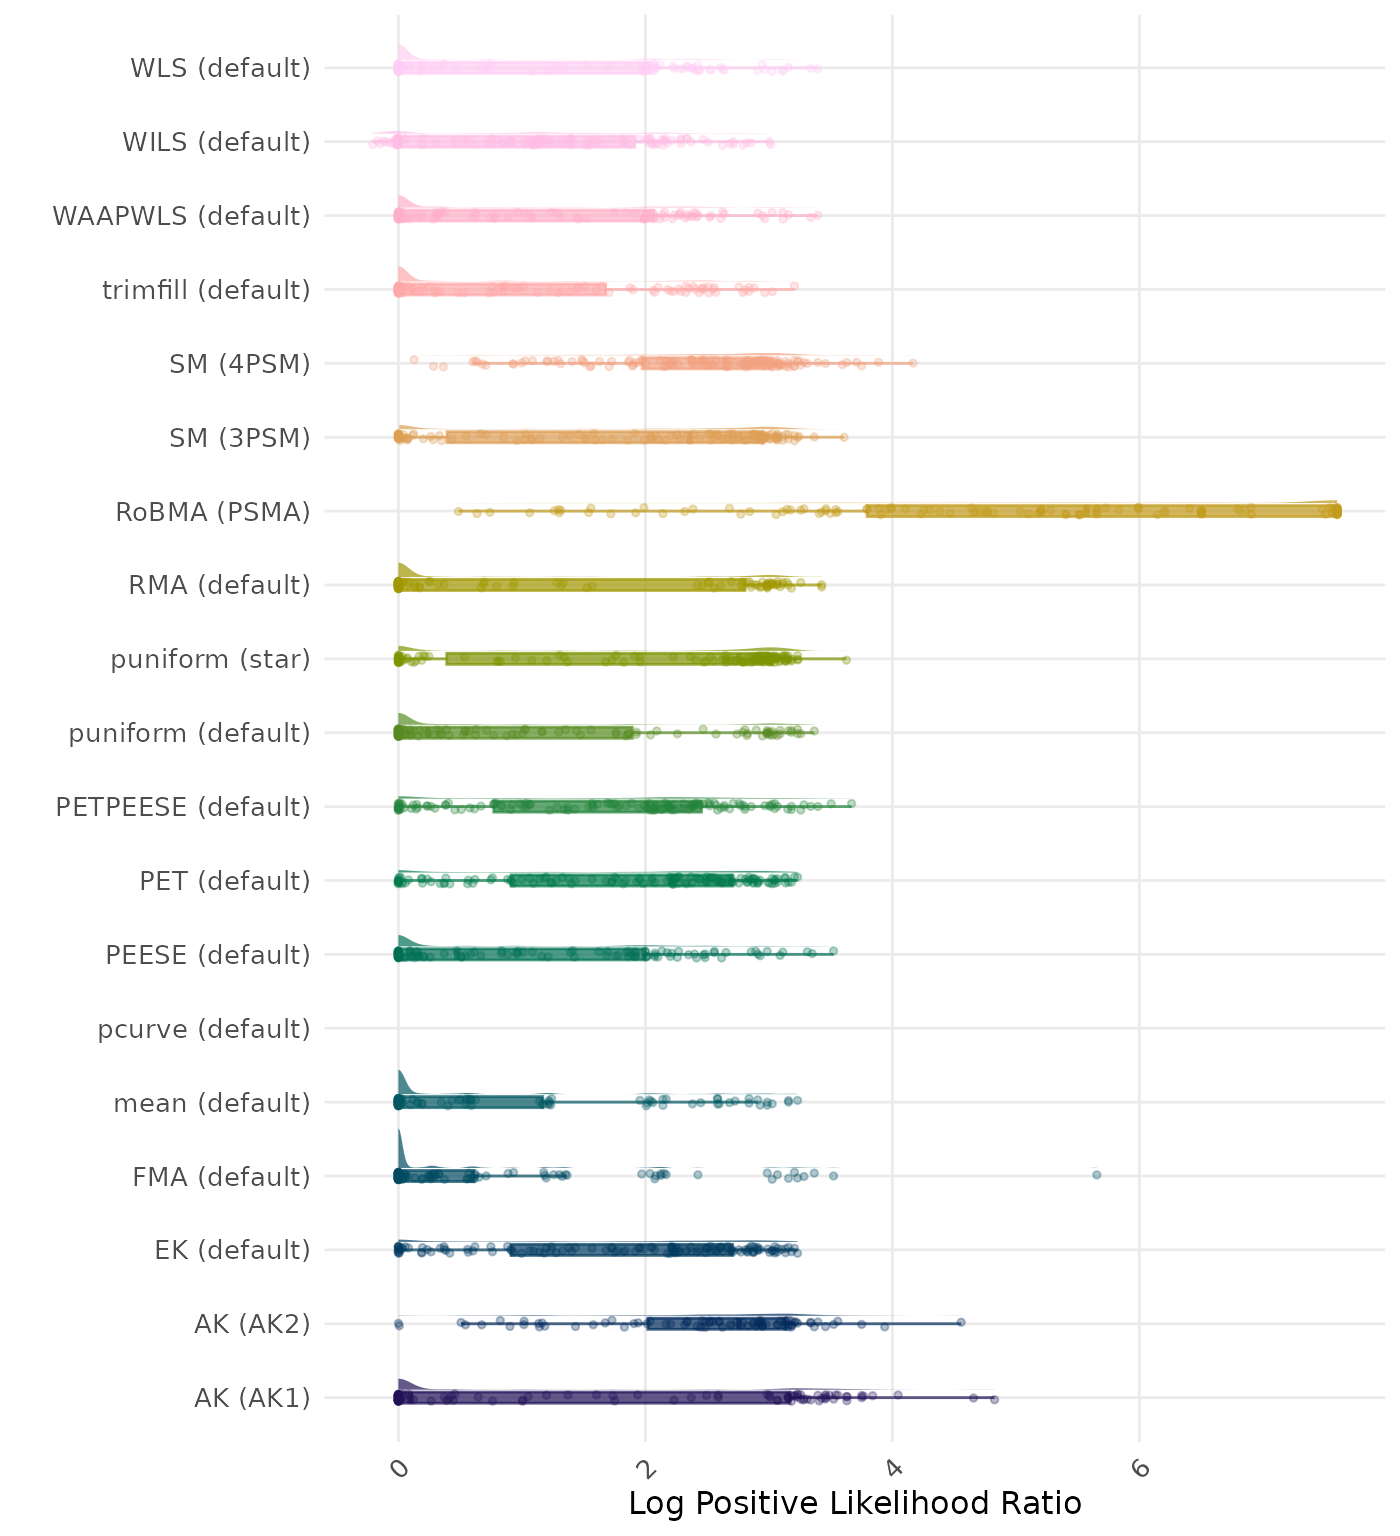 WLS (default)
WILS (default)
WAAPWLS (default)
trimfill (default)
SM (4PSM)
SM (3PSM)
RoBMA (PSMA)
RMA (default)
puniform (star)
puniform (default)
PETPEESE (default)
PET (default)
PEESE (default)
pcurve (default)
mean (default)
FMA (default)
EK (default)
AK (AK2)
AK (AK1)
0 2 4 6
Log Positive Likelihood Ratio